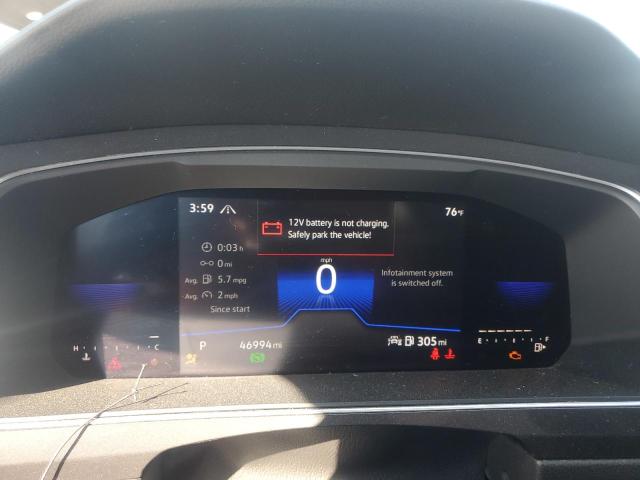 3:59
76°F
12V battery is not charging.
Safely park the vehicle!
0:03 h
0 mi
Avg. 5.7 mpg
Avg. 2 mph
Since start
mph
0
Infotainment system
is switched off.
H C
P
46994 mi
305 mi
E F